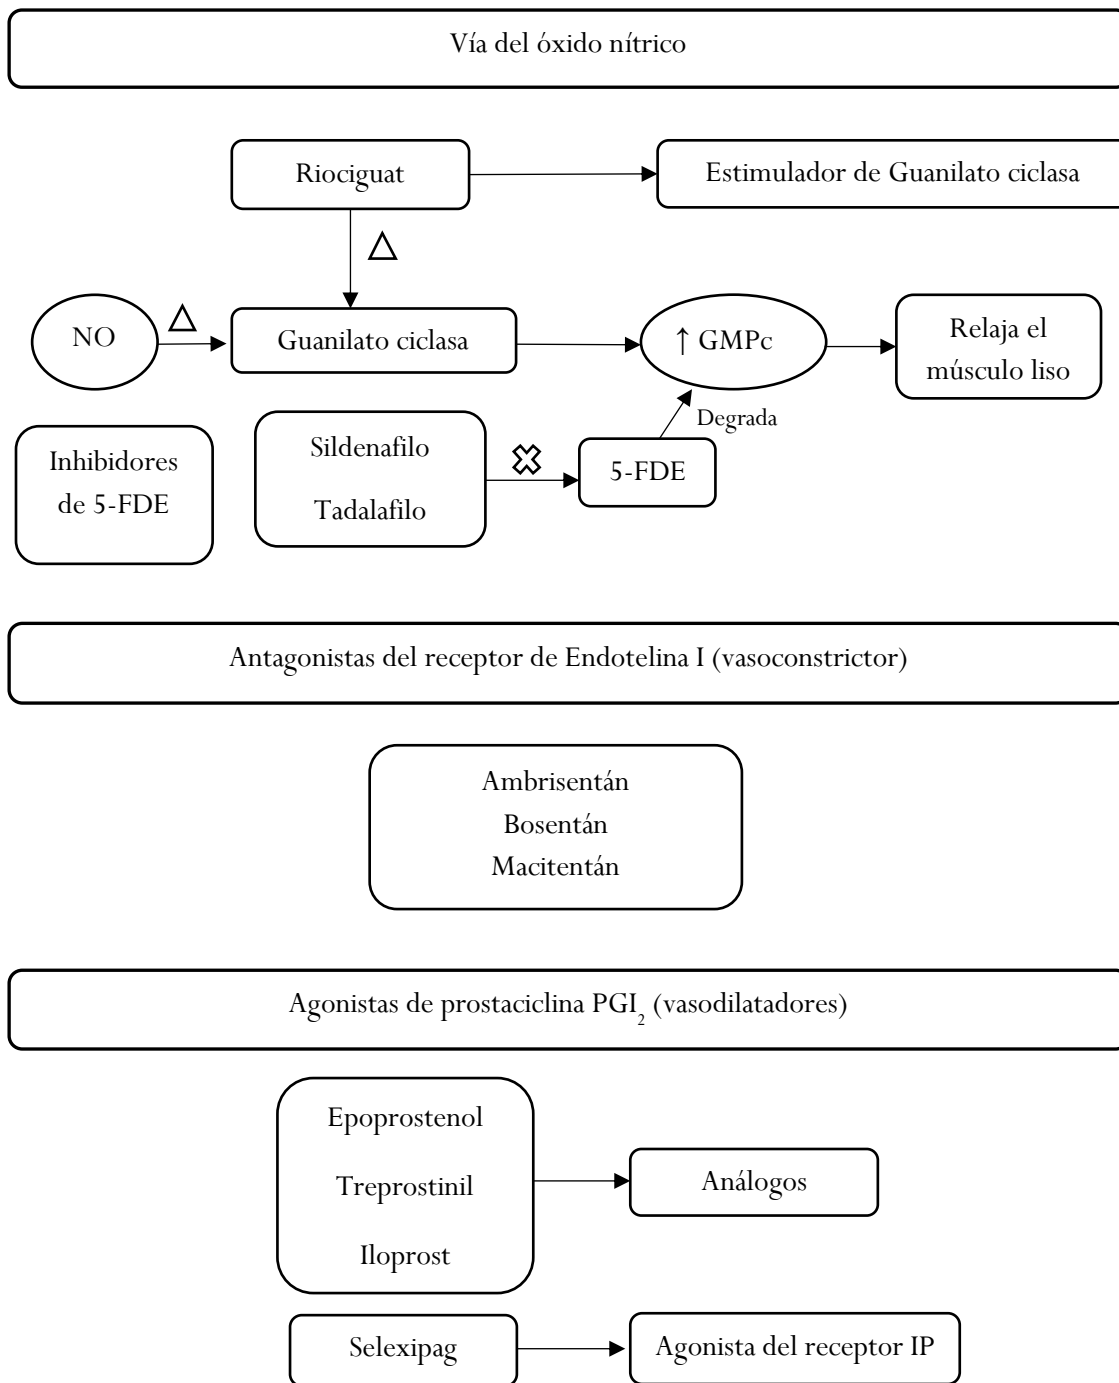 Vía del óxido nítrico
Riociguat
Estimulador de Guanilato ciclasa
NO
Guanilato ciclasa
↑ GMPc
Relaja el
músculo liso
Degrada
Inhibidores
de 5-FDE
Sildenafilo
Tadalafilo
5-FDE
Antagonistas del receptor de Endotelina I (vasoconstrictor)
Ambrisentán
Bosentán
Macitentán
Agonistas de prostaciclina PGI₂ (vasodilatadores)
Epoprostenol
Treprostinil
Iloprost
Análogos
Selexipag
Agonista del receptor IP